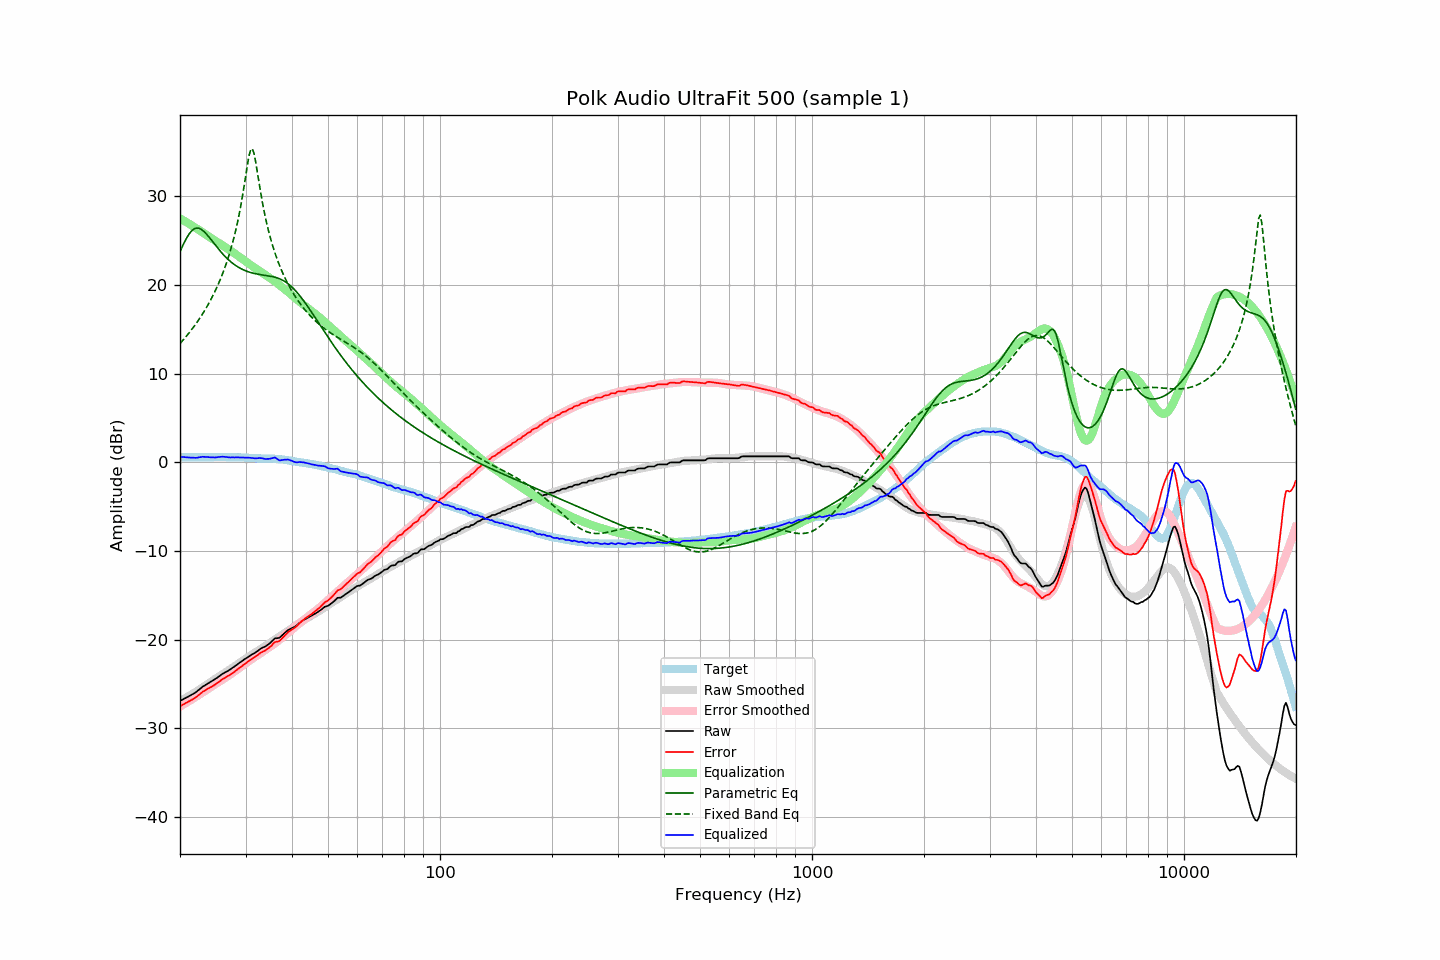 Polk Audio UltraFit 500 (sample 1)
Amplitude (dBr)
30
20
10
0
−10
−20
−30
−40
100
1000
10000
Frequency (Hz)
Target
Raw Smoothed
Error Smoothed
Raw
Error
Equalization
Parametric Eq
Fixed Band Eq
Equalized